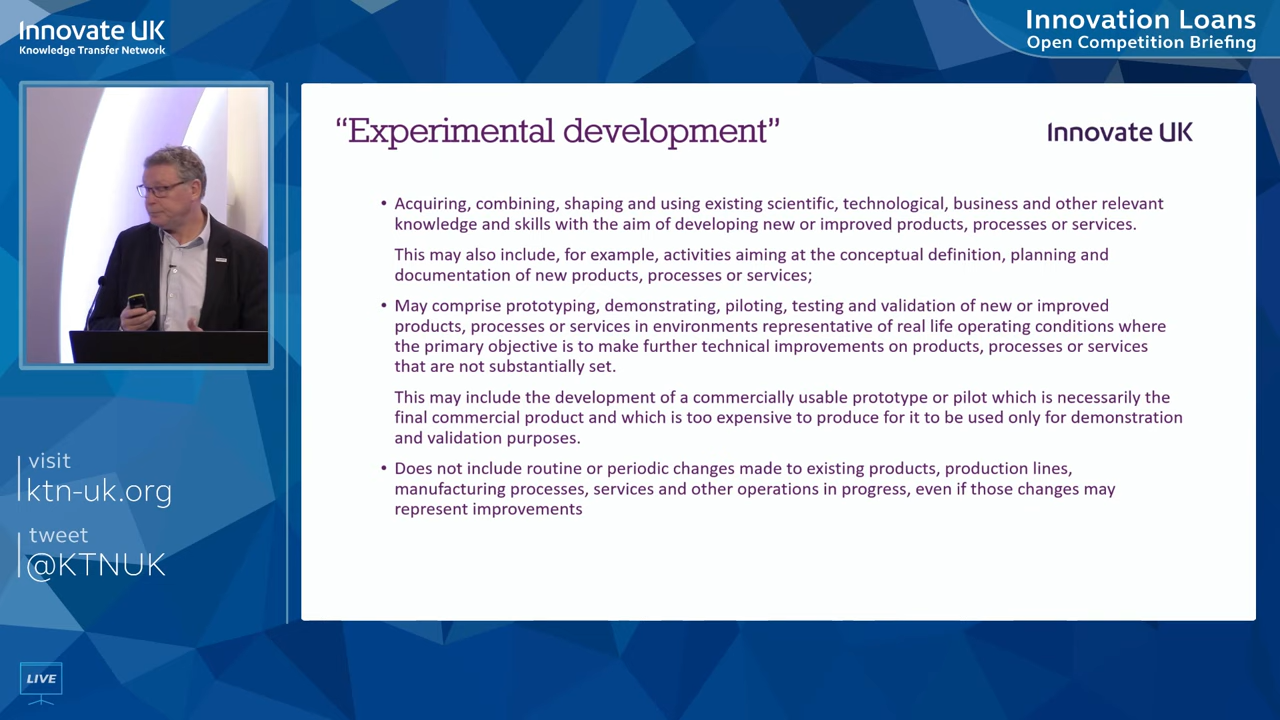 Innovate UK
Knowledge Transfer Network
Innovation Loans
Open Competition Briefing
“Experimental development”
Innovate UK
• Acquiring, combining, shaping and using existing scientific, technological, business and other relevant
knowledge and skills with the aim of developing new or improved products, processes or services.
This may also include, for example, activities aiming at the conceptual definition, planning and
documentation of new products, processes or services;
• May comprise prototyping, demonstrating, piloting, testing and validation of new or improved
products, processes or services in environments representative of real life operating conditions where
the primary objective is to make further technical improvements on products, processes or services
that are not substantially set.
This may include the development of a commercially usable prototype or pilot which is necessarily the
final commercial product and which is too expensive to produce for it to be used only for demonstration
and validation purposes.
• Does not include routine or periodic changes made to existing products, production lines,
manufacturing processes, services and other operations in progress, even if those changes may
represent improvements
visit
ktn-uk.org
tweet
@KTNUK
LIVE